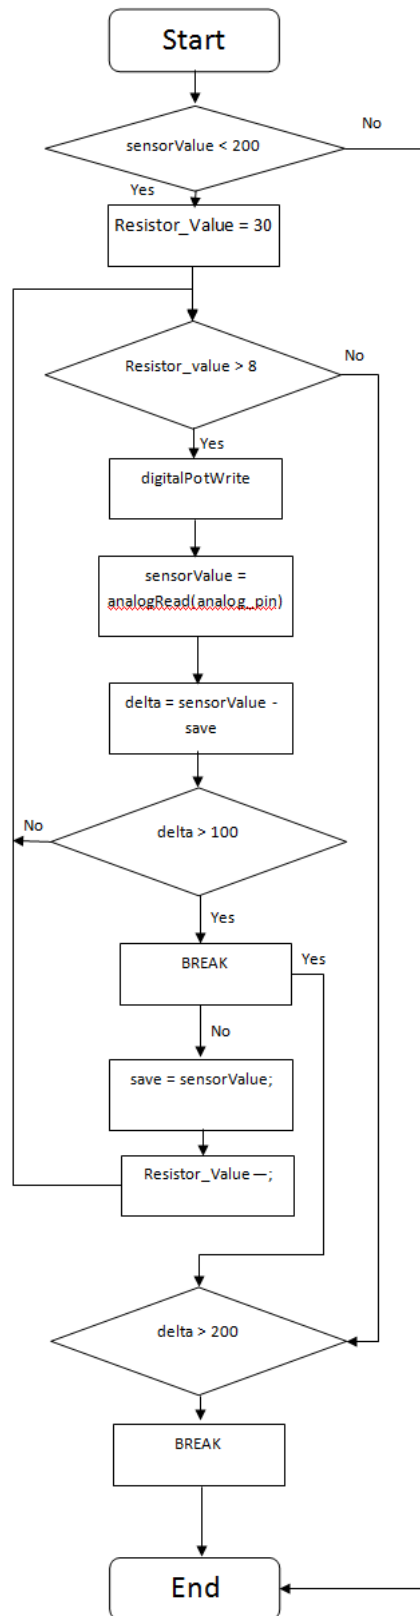 Start
sensorValue < 200
No
Yes
Resistor_Value = 30
Resistor_value > 8
No
Yes
digitalPotWrite
sensorValue =
analogRead(analog_pin)
delta = sensorValue -
save
delta > 100
No
Yes
BREAK
Yes
No
save = sensorValue;
Resistor_Value—;
delta > 200
BREAK
End